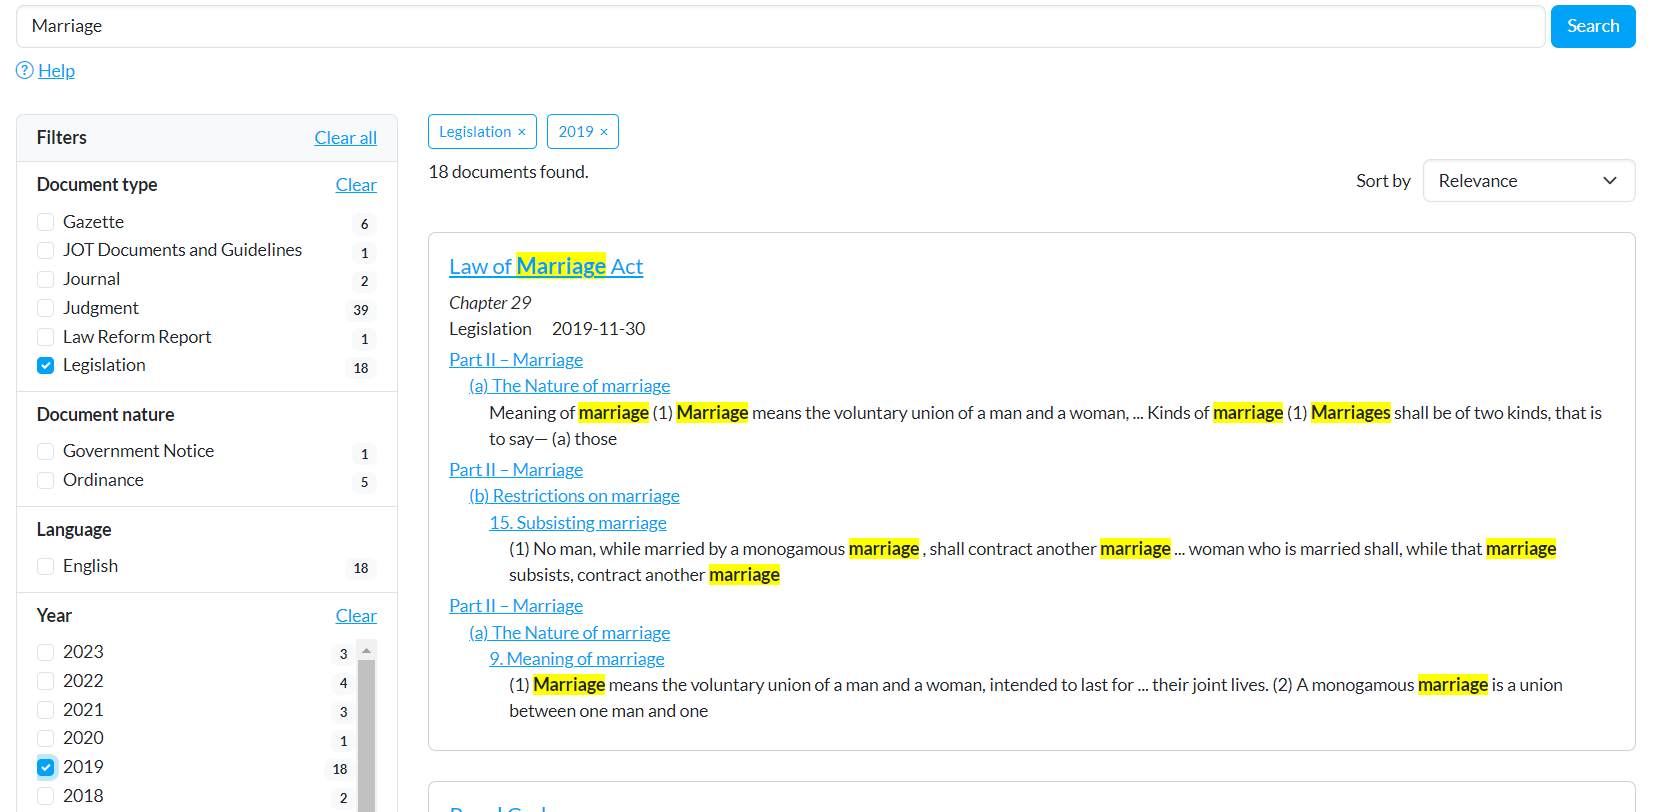 Marriage
Search
Help
Filters
Clear all
Document type
Clear
Gazette 6
JOT Documents and Guidelines 1
Journal 2
Judgment 39
Law Reform Report 1
Legislation 18
Document nature
Government Notice 1
Ordinance 5
Language
English 18
Year
Clear
2023 3
2022 4
2021 3
2020 1
2019 18
2018 2
Legislation ×
2019 ×
18 documents found.
Sort by
Relevance
Law of Marriage Act
Chapter 29
Legislation 2019-11-30
Part II – Marriage
(a) The Nature of marriage
Meaning of marriage (1) Marriage means the voluntary union of a man and a woman, ... Kinds of marriage (1) Marriages shall be of two kinds, that is
to say— (a) those
Part II – Marriage
(b) Restrictions on marriage
15. Subsisting marriage
(1) No man, while married by a monogamous marriage , shall contract another marriage ... woman who is married shall, while that marriage
subsists, contract another marriage
Part II – Marriage
(a) The Nature of marriage
9. Meaning of marriage
(1) Marriage means the voluntary union of a man and a woman, intended to last for ... their joint lives. (2) A monogamous marriage is a union
between one man and one